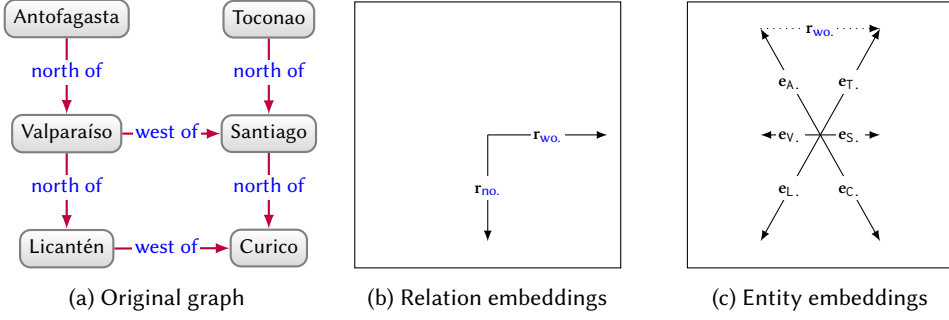 Antofagasta
Toconao
north of
north of
Valparaíso
west of
Santiago
north of
north of
Licantén
west of
Curico
(a) Original graph
r_wo.
r_no.
(b) Relation embeddings
r_wo.
e_A.
e_T.
e_V.
e_S.
e_L.
e_C.
(c) Entity embeddings